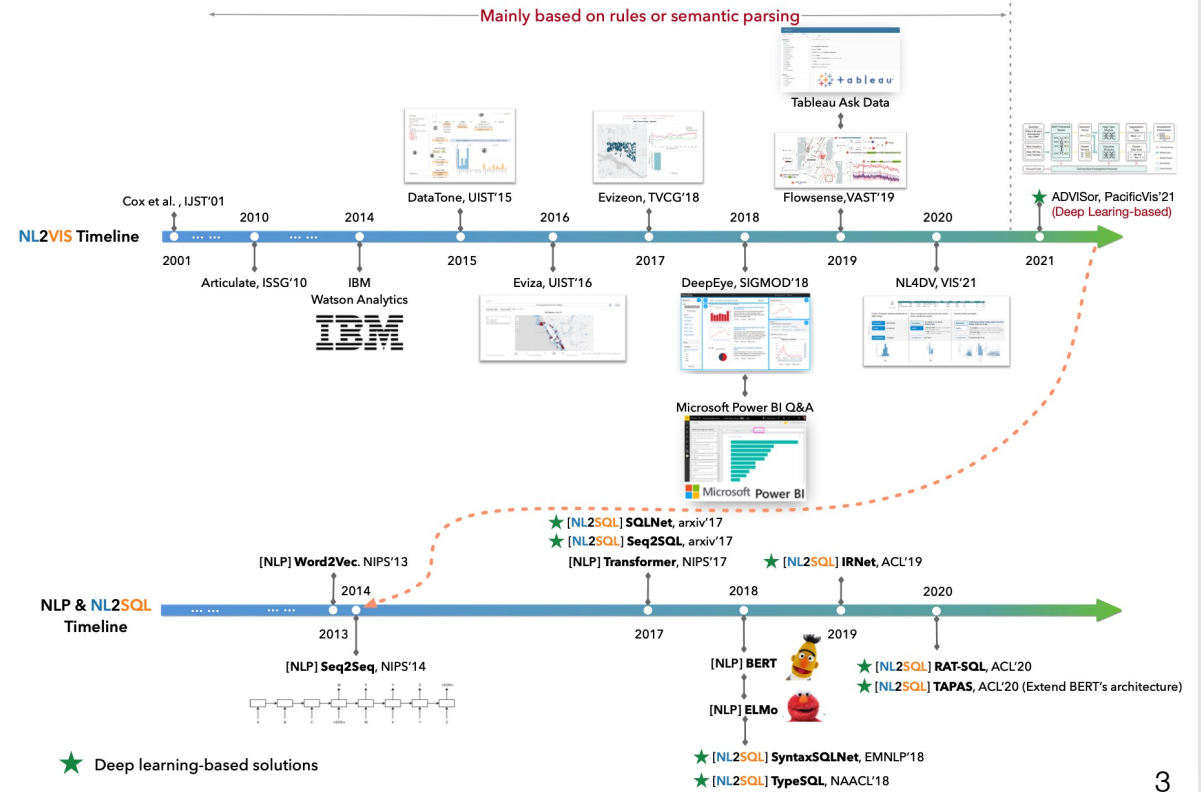 Mainly based on rules or semantic parsing
+ a b l e a u
Tableau Ask Data
DataTone, UIST'15
Evizeon, TVCG'18
Flowsense,VAST'19
ADVISor, PacificVis'21
(Deep Learing-based)
Cox et al. , IJST'01
2010
2014
2016
2018
2020
NL2VIS Timeline
... ...
... ...
2001
2015
2017
2019
2021
Articulate, ISSG'10
IBM
Watson Analytics
IBM
Eviza, UIST'16
DeepEye, SIGMOD'18
NL4DV, VIS'21
Microsoft Power BI Q&A
Microsoft Power BI
[NL2SQL] SQLNet, arxiv'17
[NL2SQL] Seq2SQL, arxiv'17
[NLP] Word2Vec. NIPS'13
[NLP] Transformer, NIPS'17
[NL2SQL] IRNet, ACL'19
2014
2018
2020
NLP & NL2SQL
Timeline
... ...
... ...
2013
2017
2019
[NLP] Seq2Seq, NIPS'14
[NLP] BERT
[NL2SQL] RAT-SQL, ACL'20
[NL2SQL] TAPAS, ACL'20 (Extend BERT's architecture)
[NLP] ELMo
[NL2SQL] SyntaxSQLNet, EMNLP'18
[NL2SQL] TypeSQL, NAACL'18
Deep learning-based solutions
3